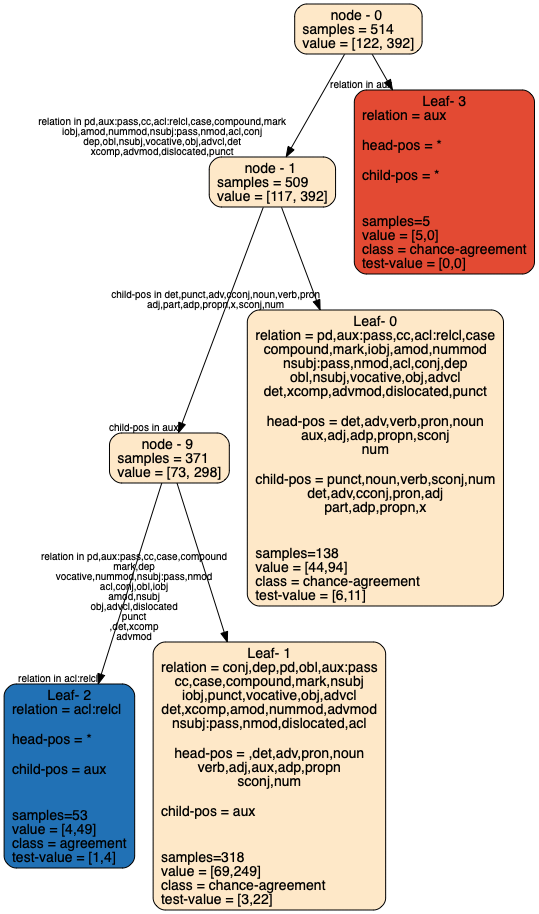 node - 0
samples = 514
value = [122, 392]
relation in aux
Leaf- 3
relation = aux
head-pos = *
child-pos = *
samples=5
value = [5,0]
class = chance-agreement
test-value = [0,0]
relation in pd,aux:pass,cc,acl:relcl,case,compound,mark
iobj,amod,nummod,nsubj:pass,nmod,acl,conj
dep,obl,nsubj,vocative,obj,advcl,det
xcomp,advmod,dislocated,punct
node - 1
samples = 509
value = [117, 392]
child-pos in det,punct,adv,cconj,noun,verb,pron
adj,part,adp,propn,x,sconj,num
Leaf- 0
relation = pd,aux:pass,cc,acl:relcl,case
compound,mark,iobj,amod,nummod
nsubj:pass,nmod,acl,conj,dep
obl,nsubj,vocative,obj,advcl
det,xcomp,advmod,dislocated,punct
head-pos = det,adv,verb,pron,noun
aux,adj,adp,propn,sconj
num
child-pos = punct,noun,verb,sconj,num
det,adv,cconj,pron,adj
part,adp,propn,x
samples=138
value = [44,94]
class = chance-agreement
test-value = [6,11]
child-pos in aux
node - 9
samples = 371
value = [73, 298]
relation in pd,aux:pass,cc,case,compound
mark,dep
vocative,nummod,nsubj:pass,nmod
acl,conj,obl,iobj
amod,nsubj
obj,advcl,dislocated
punct
,det,xcomp
advmod
relation in acl:relcl
Leaf- 2
relation = acl:relcl
head-pos = *
child-pos = aux
samples=53
value = [4,49]
class = agreement
test-value = [1,4]
Leaf- 1
relation = conj,dep,pd,obl,aux:pass
cc,case,compound,mark,nsubj
iobj,punct,vocative,obj,advcl
det,xcomp,amod,nummod,advmod
nsubj:pass,nmod,dislocated,acl
head-pos = ,det,adv,pron,noun
verb,adj,aux,adp,propn
sconj,num
child-pos = aux
samples=318
value = [69,249]
class = chance-agreement
test-value = [3,22]